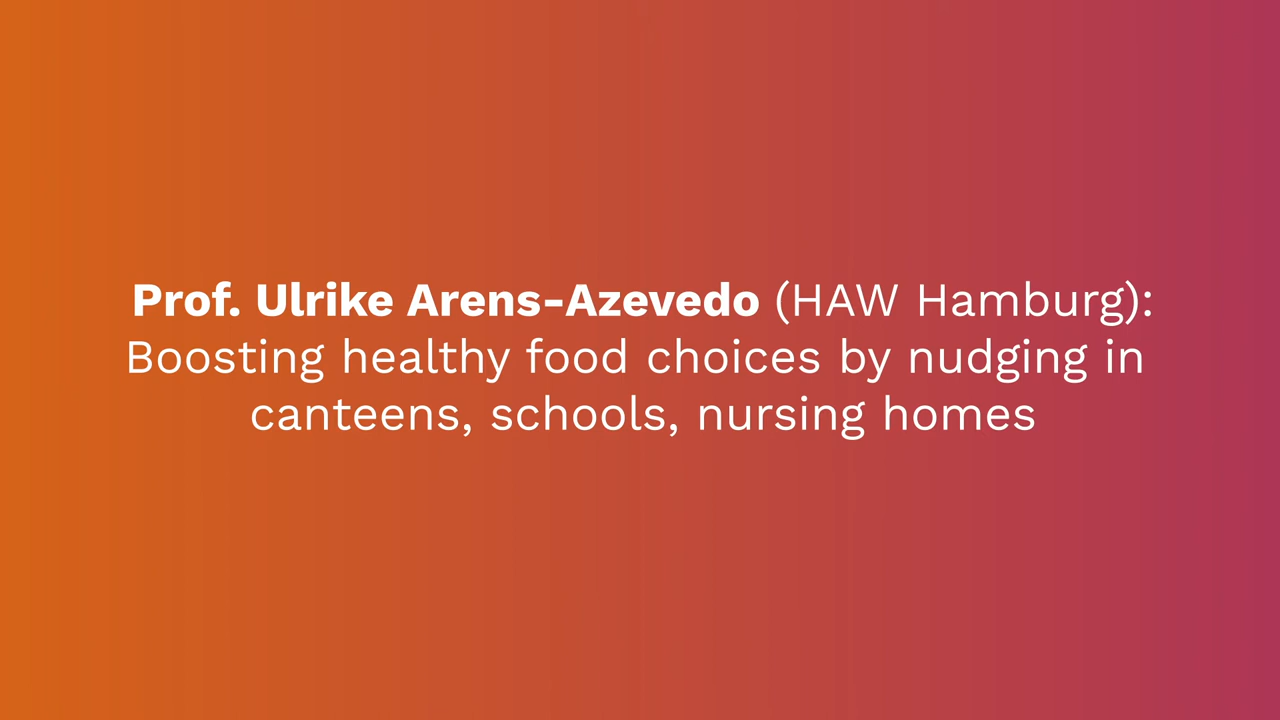 Prof. Ulrike Arens-Azevedo (HAW Hamburg):
Boosting healthy food choices by nudging in
canteens, schools, nursing homes